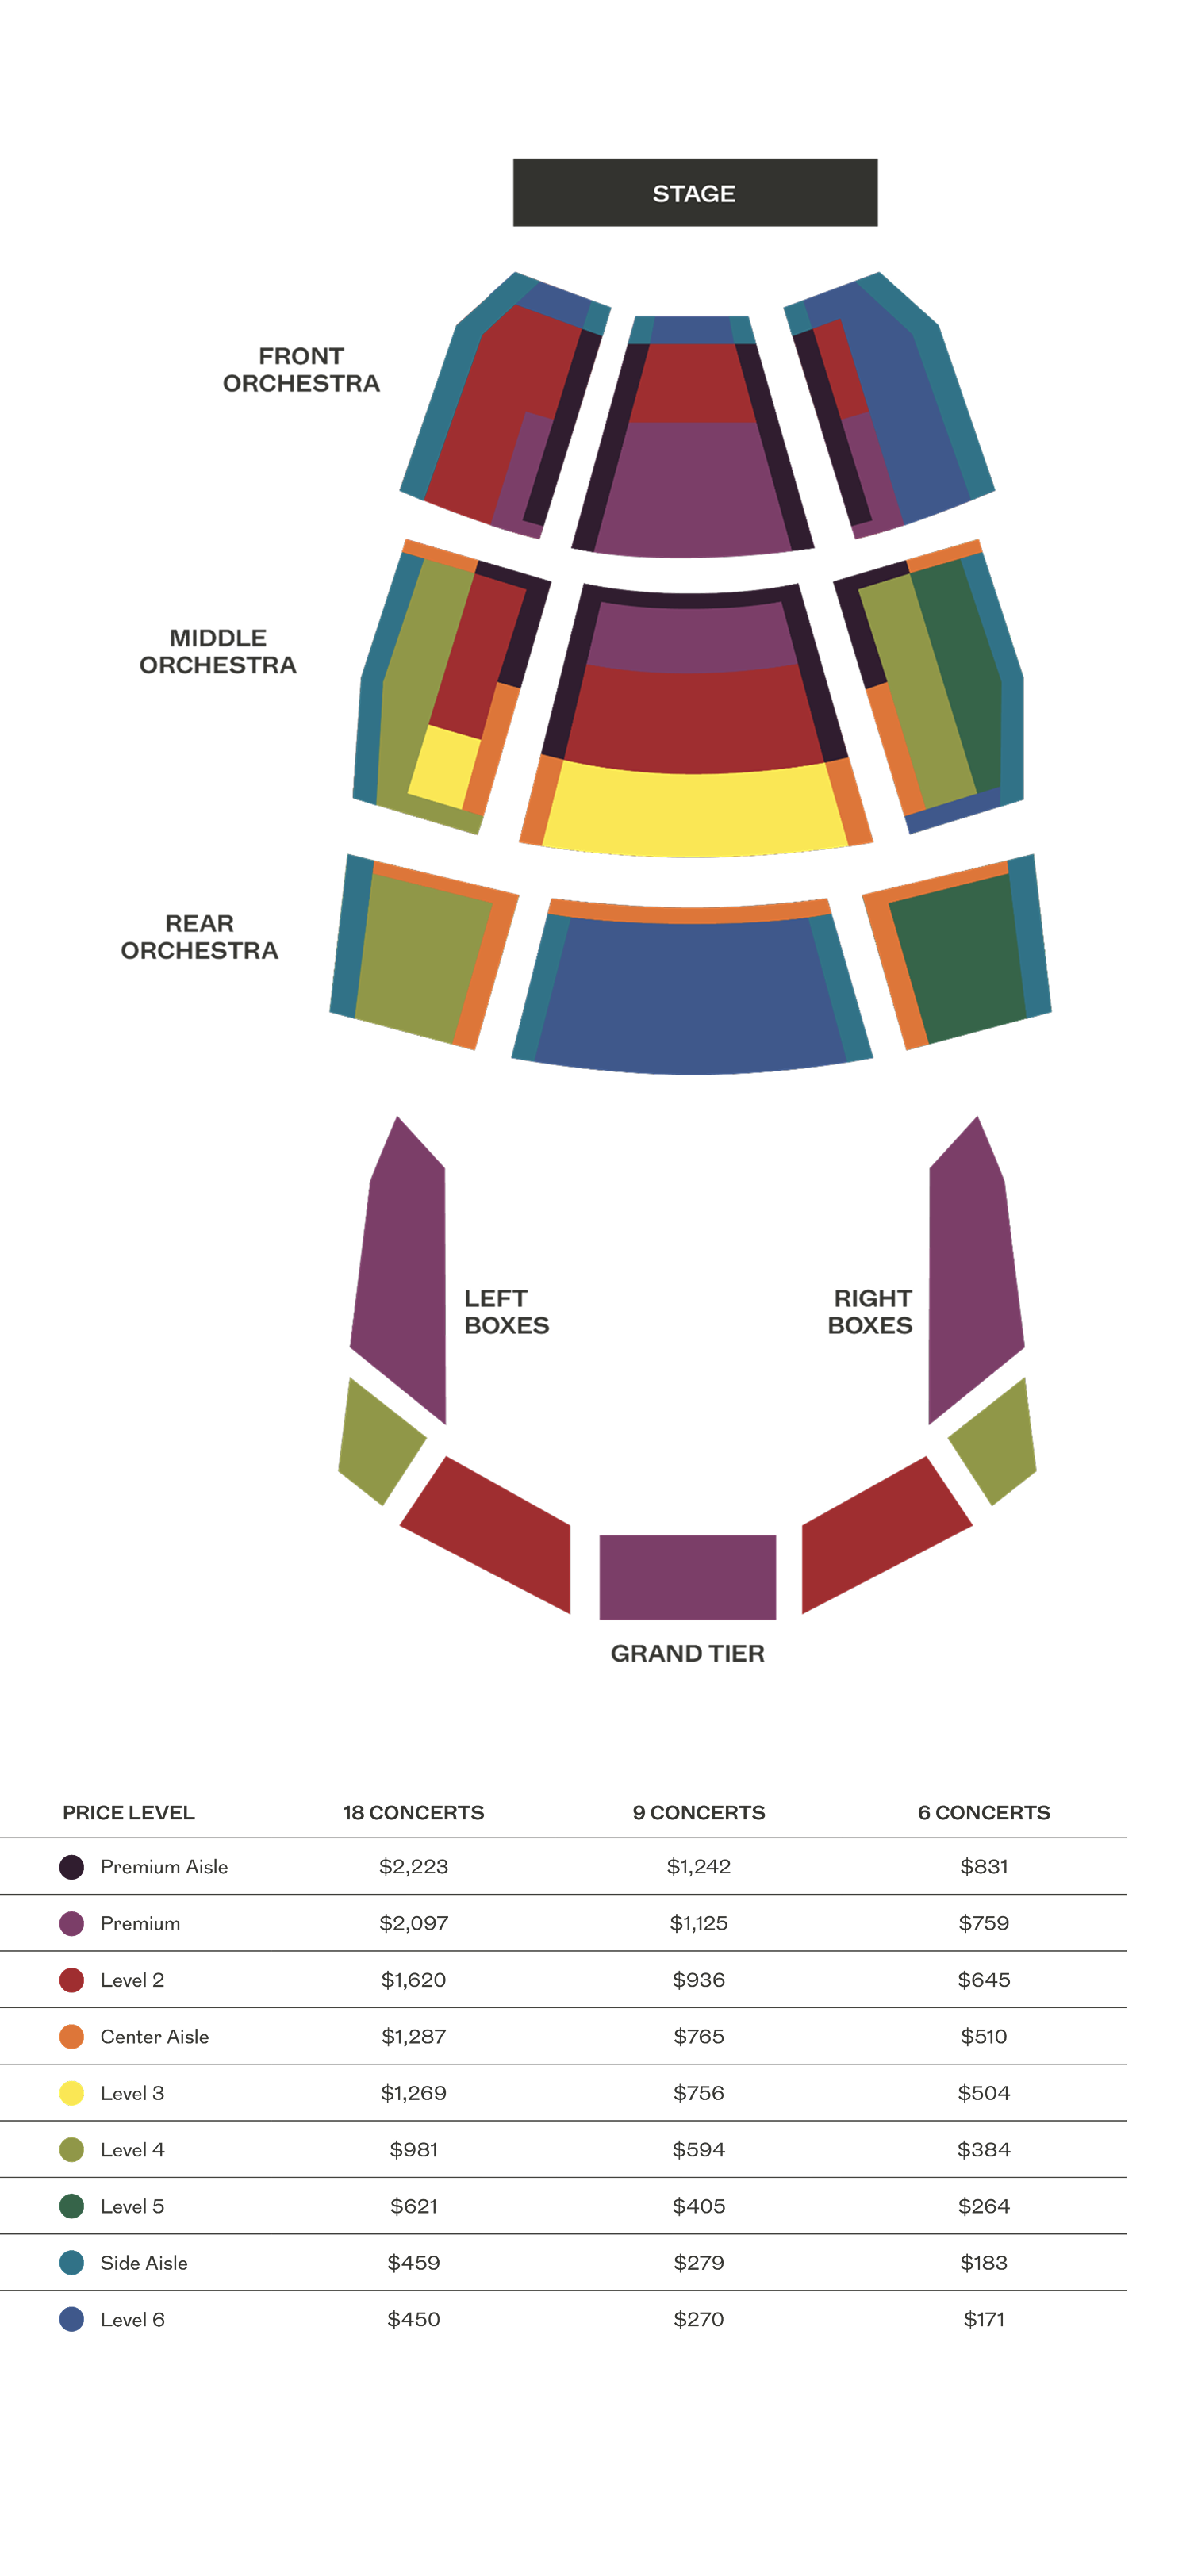 STAGE
FRONT
ORCHESTRA
MIDDLE
ORCHESTRA
REAR
ORCHESTRA
LEFT
BOXES
RIGHT
BOXES
GRAND TIER
PRICE LEVEL 18 CONCERTS 9 CONCERTS 6 CONCERTS
Premium Aisle $2,223 $1,242 $831
Premium $2,097 $1,125 $759
Level 2 $1,620 $936 $645
Center Aisle $1,287 $765 $510
Level 3 $1,269 $756 $504
Level 4 $981 $594 $384
Level 5 $621 $405 $264
Side Aisle $459 $279 $183
Level 6 $450 $270 $171